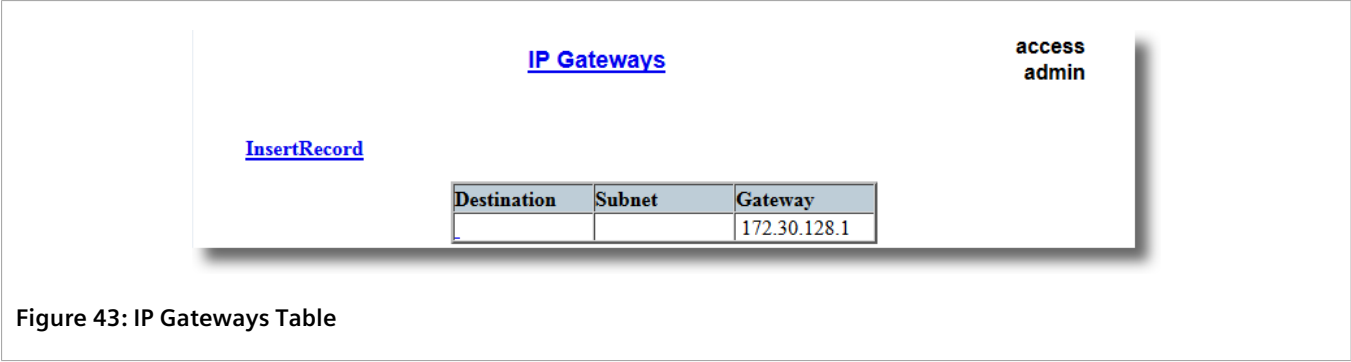 IP Gateways
access
admin
InsertRecord
Destination Subnet Gateway
172.30.128.1
Figure 43: IP Gateways Table